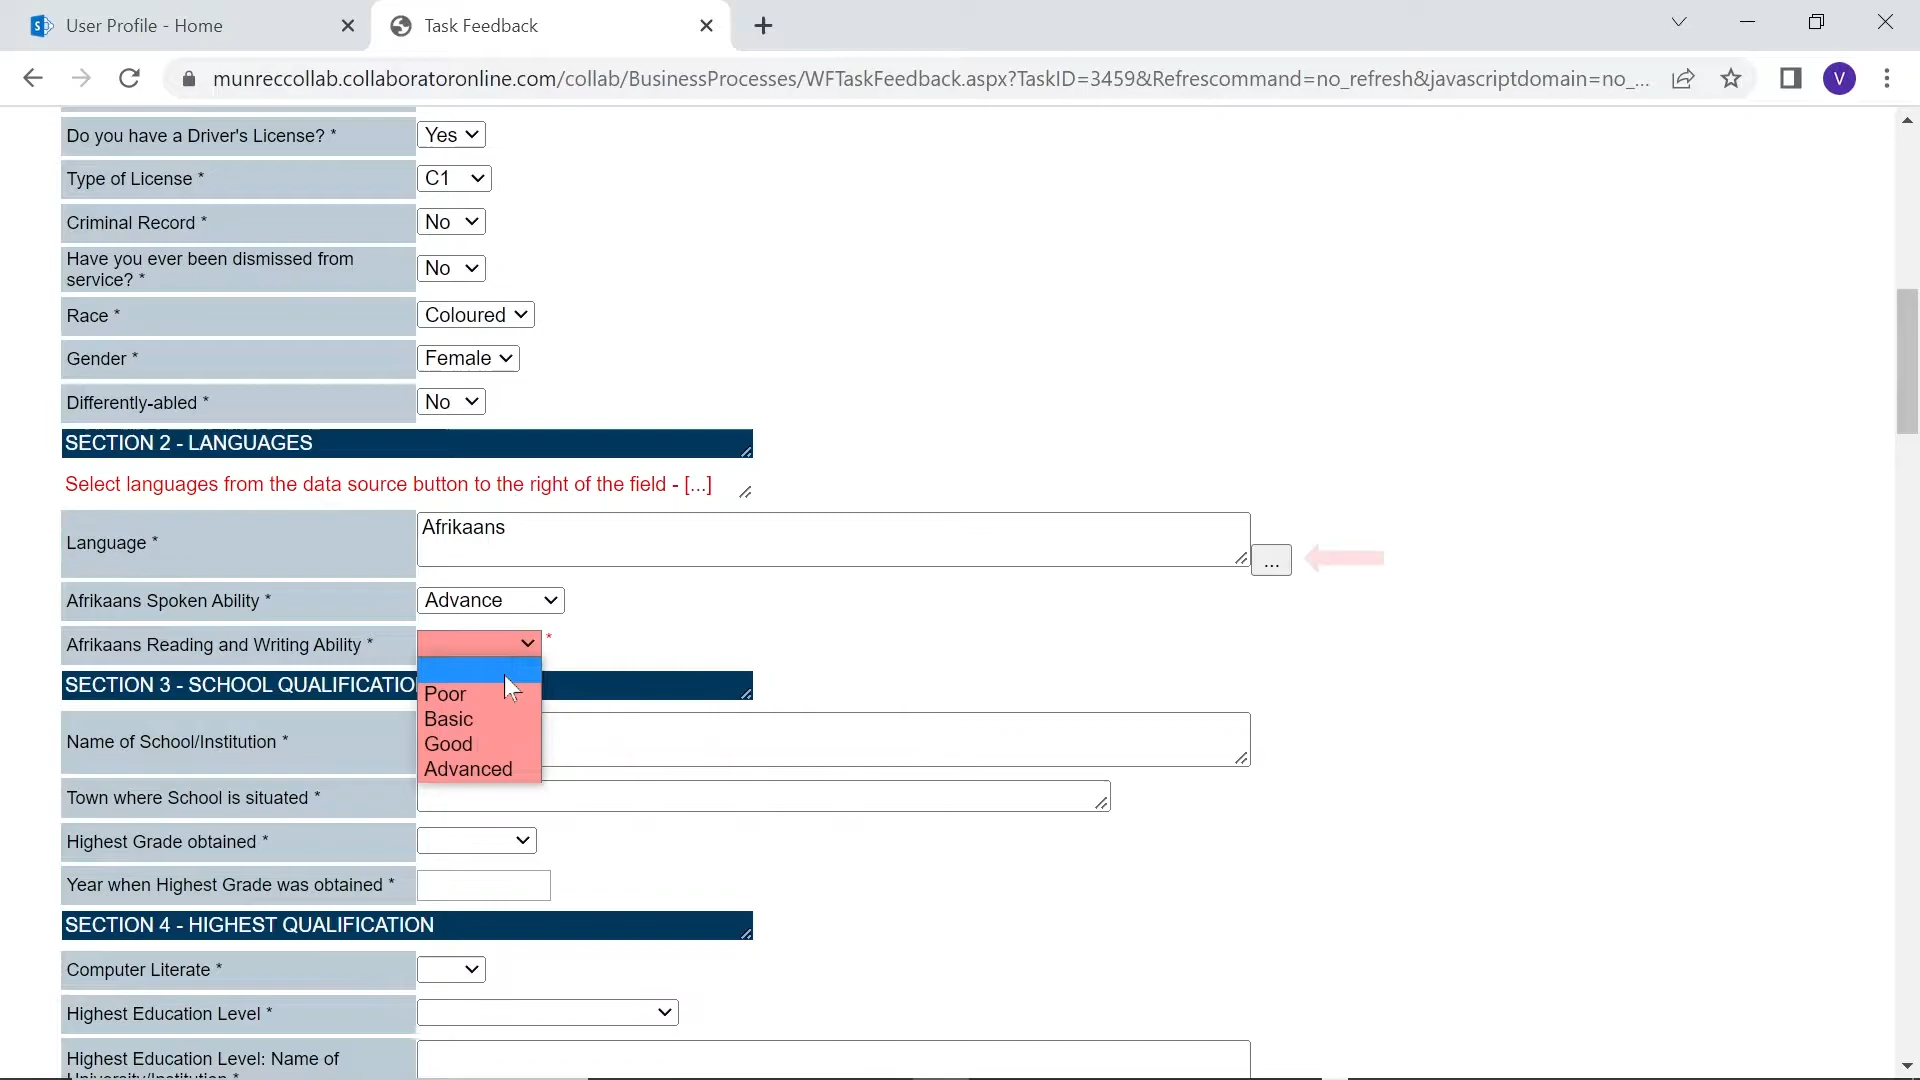 User Profile - Home
Task Feedback
munreccollab.collaboratoronline.com/collab/BusinessProcesses/WFTaskFeedback.aspx?TaskID=3459&Refrescommand=no_refresh&javascriptdomain=no_...
V
Do you have a Driver's License? *
Yes
Type of License *
C1
Criminal Record *
No
Have you ever been dismissed from
service? *
No
Race *
Coloured
Gender *
Female
Differently-abled *
No
SECTION 2 - LANGUAGES
Select languages from the data source button to the right of the field - [...]
Language *
Afrikaans
...
Afrikaans Spoken Ability *
Advance
Afrikaans Reading and Writing Ability *
*
SECTION 3 - SCHOOL QUALIFICATIO
Poor
Basic
Good
Advanced
Name of School/Institution *
Town where School is situated *
Highest Grade obtained *
Year when Highest Grade was obtained *
SECTION 4 - HIGHEST QUALIFICATION
Computer Literate *
Highest Education Level *
Highest Education Level: Name of
University/Institution *